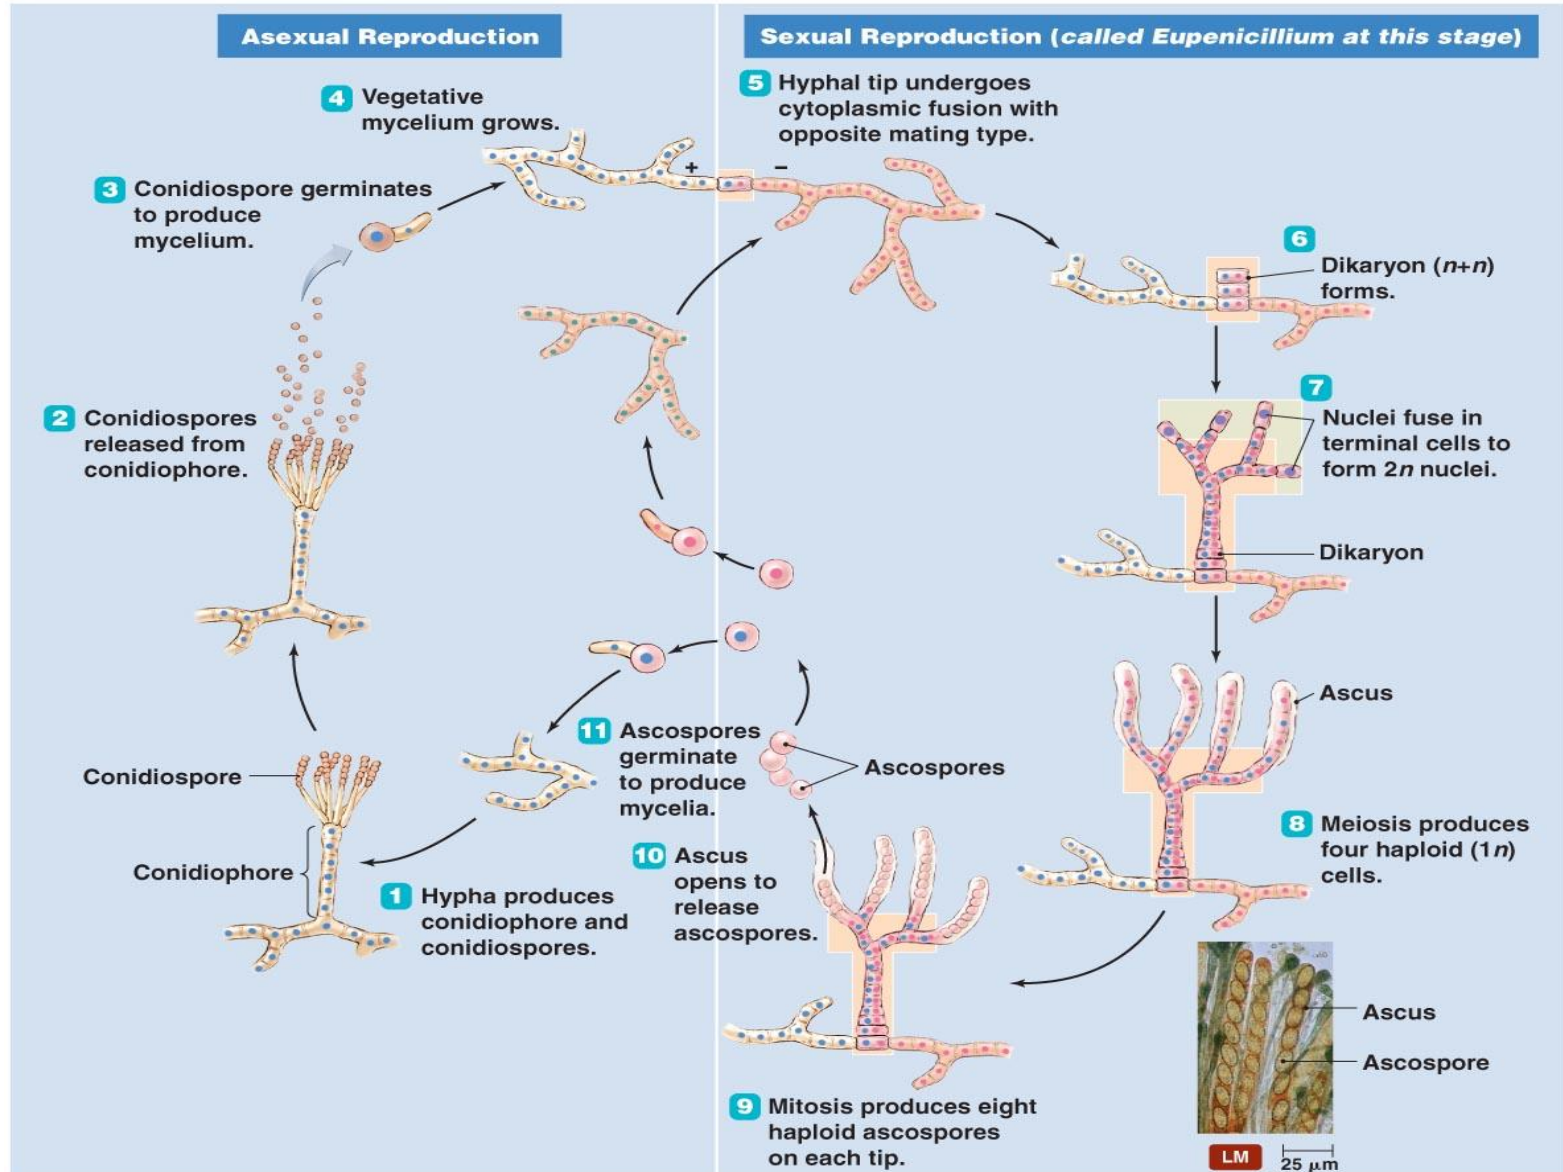 Asexual Reproduction
Sexual Reproduction (called Eupenicillium at this stage)
4 Vegetative
mycelium grows.
3 Conidiospore germinates
to produce
mycelium.
2 Conidiospores
released from
conidiophore.
Conidiospore
Conidiophore
1 Hypha produces
conidiophore and
conidiospores.
5 Hyphal tip undergoes
cytoplasmic fusion with
opposite mating type.
+
–
6
Dikaryon (n+n)
forms.
7
Nuclei fuse in
terminal cells to
form 2n nuclei.
Dikaryon
Ascus
8 Meiosis produces
four haploid (1n)
cells.
9 Mitosis produces eight
haploid ascospores
on each tip.
10 Ascus
opens to
release
ascospores.
Ascospores
11 Ascospores
germinate
to produce
mycelia.
Ascus
Ascospore
LM
25 μm